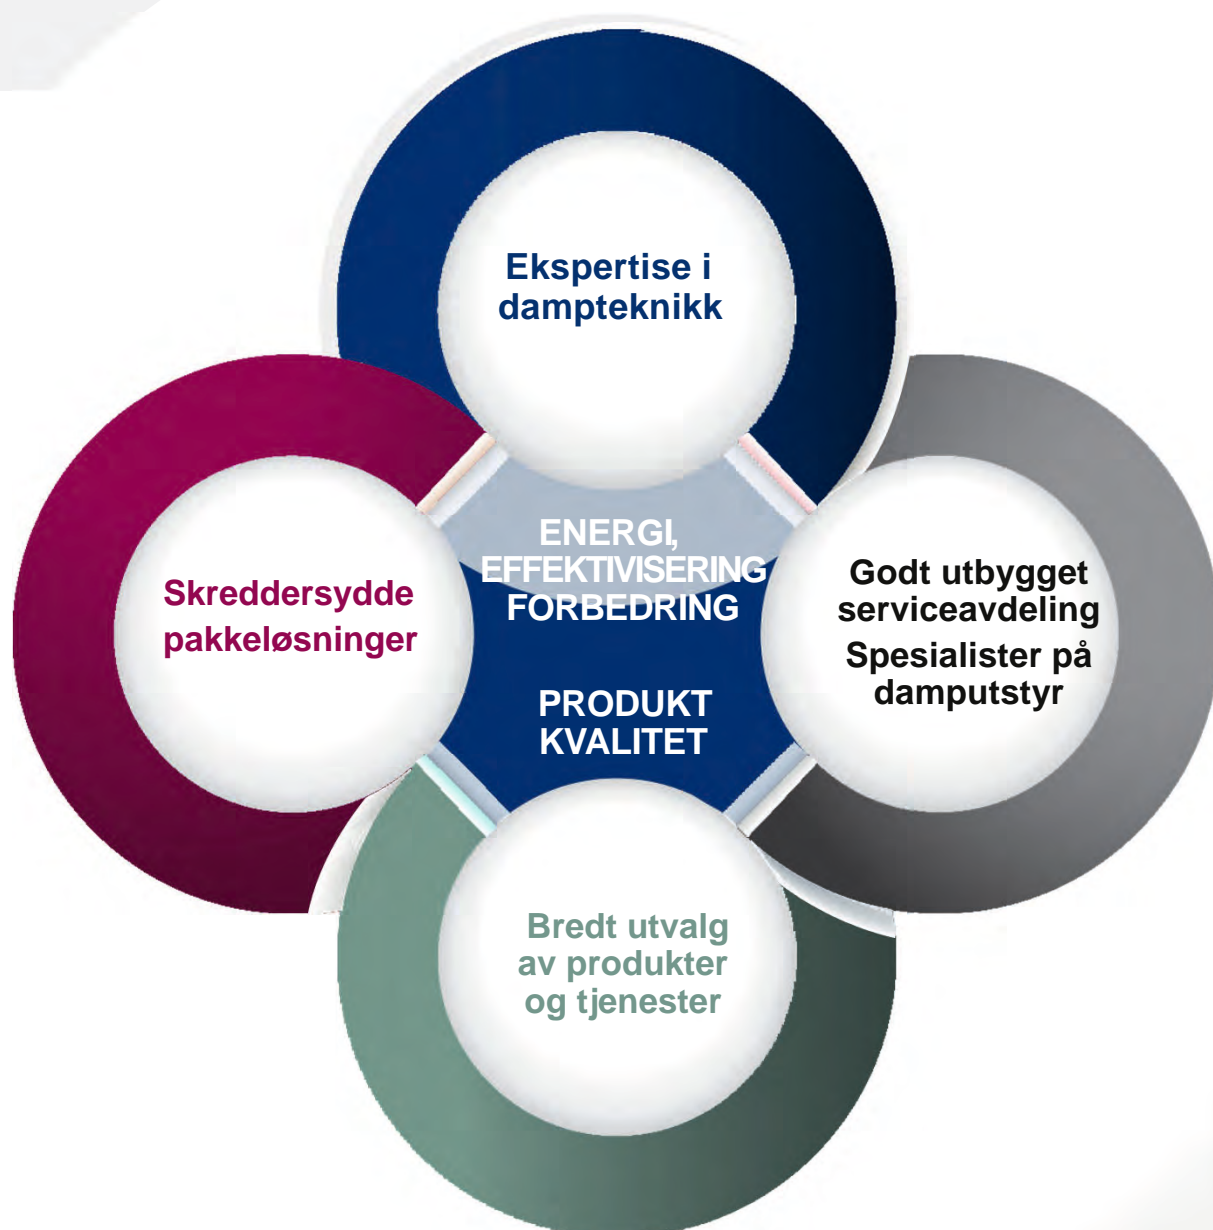 Ekspertise i
dampteknikk
Skreddersydde
pakkeløsninger
ENERGI,
EFFEKTIVISERING
FORBEDRING
PRODUKT
KVALITET
Godt utbygget
serviceavdeling
Spesialister på
damputstyr
Bredt utvalg
av produkter
og tjenester